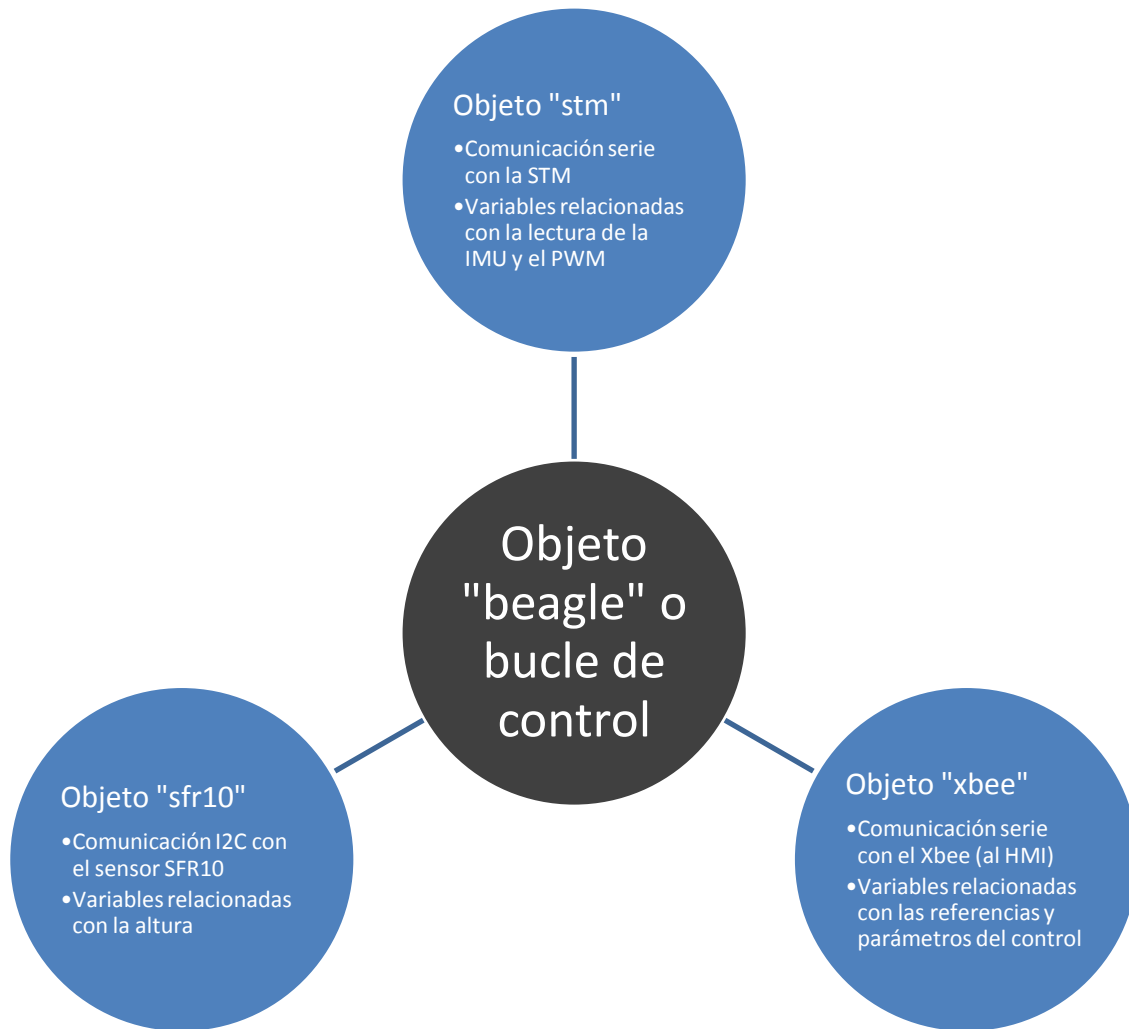 Objeto "stm"
•Comunicación serie
con la STM
•Variables relacionadas
con la lectura de la
IMU y el PWM
Objeto
"beagle" o
bucle de
control
Objeto "sfr10"
•Comunicación I2C con
el sensor SFR10
•Variables relacionadas
con la altura
Objeto "xbee"
•Comunicación serie
con el Xbee (al HMI)
•Variables relacionadas
con las referencias y
parámetros del control